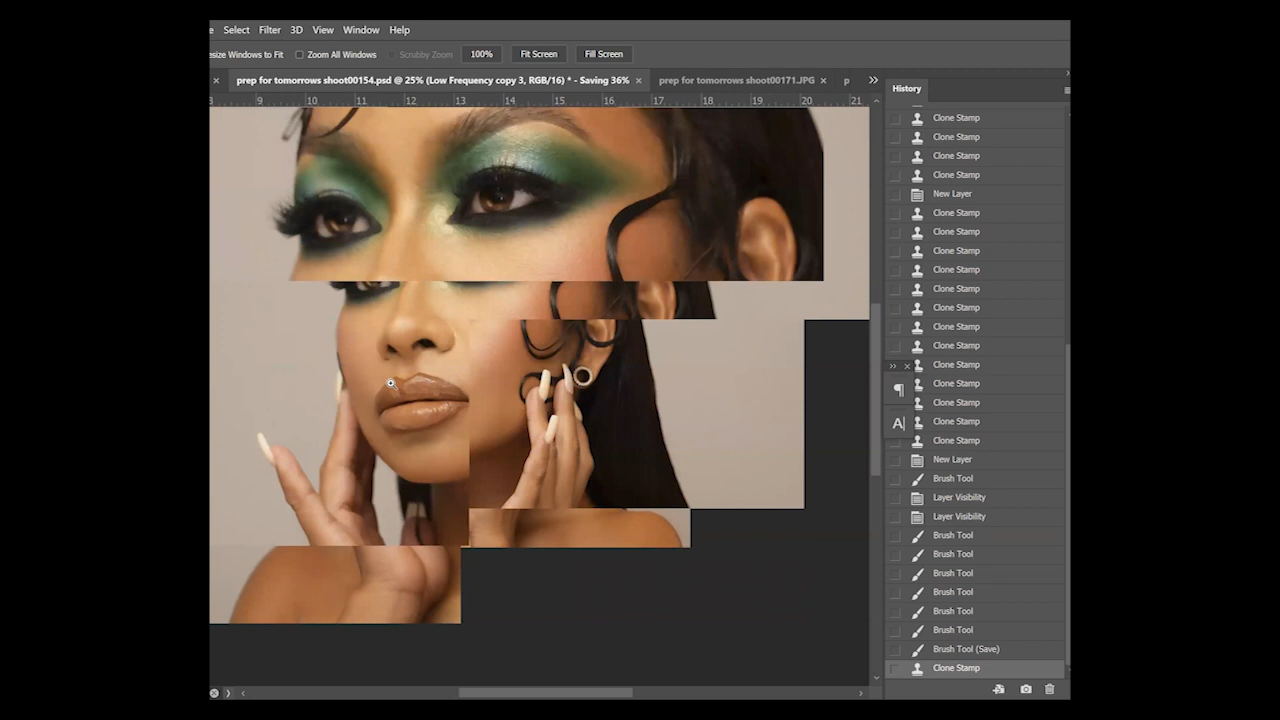 e Select Filter 3D View Window Help
esize Windows to Fit Zoom All Windows Scrubby Zoom 100% Fit Screen Fill Screen
prep for tomorrows shoot00154.psd @ 25% (Low Frequency copy 3, RGB/16) * - Saving 36% × prep for tomorrows shoot00171.JPG × p
8 9 10 11 12 13 14 15 16 17 18 19 20 21
History
Clone Stamp
Clone Stamp
Clone Stamp
Clone Stamp
New Layer
Clone Stamp
Clone Stamp
Clone Stamp
Clone Stamp
Clone Stamp
Clone Stamp
Clone Stamp
Clone Stamp
Clone Stamp
Clone Stamp
Clone Stamp
Clone Stamp
Clone Stamp
New Layer
Brush Tool
Layer Visibility
Layer Visibility
Brush Tool
Brush Tool
Brush Tool
Brush Tool
Brush Tool
Brush Tool
Brush Tool (Save)
Clone Stamp